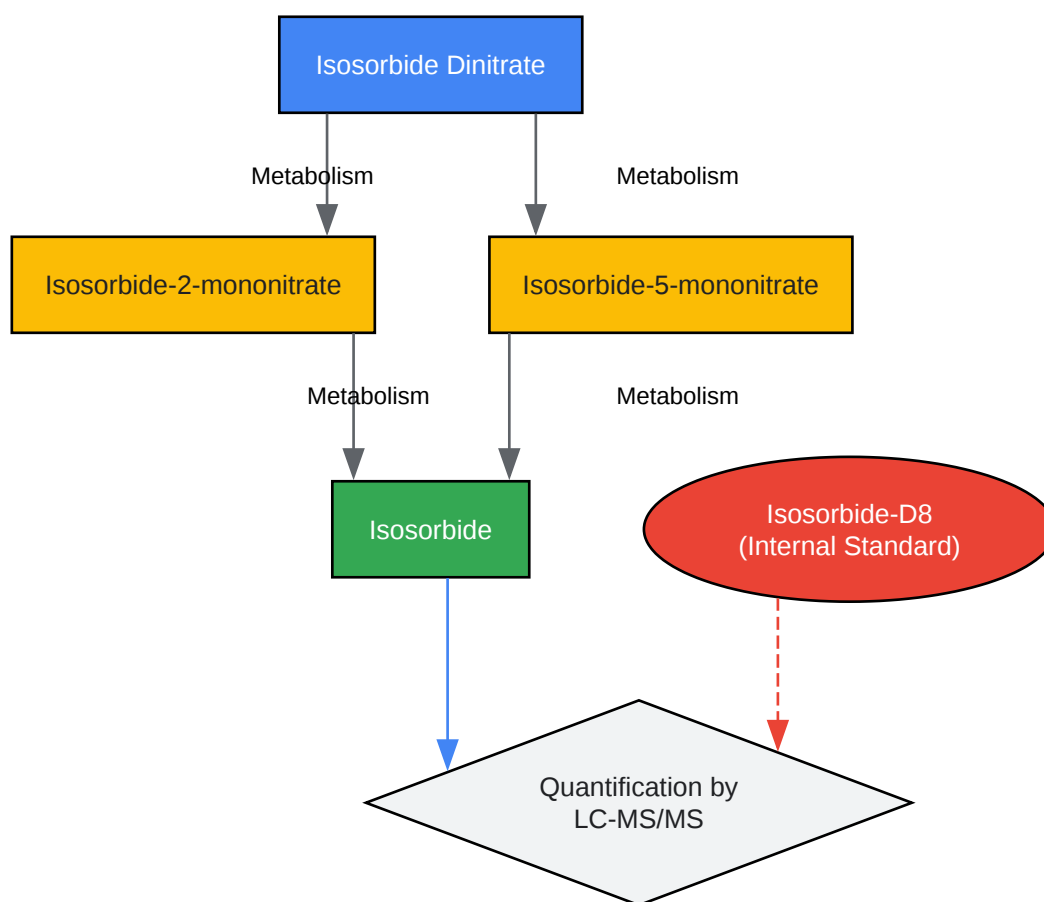 Isosorbide Dinitrate
Metabolism
Metabolism
Isosorbide-2-mononitrate
Isosorbide-5-mononitrate
Metabolism
Metabolism
Isosorbide
Isosorbide-D8
(Internal Standard)
Quantification by
LC-MS/MS